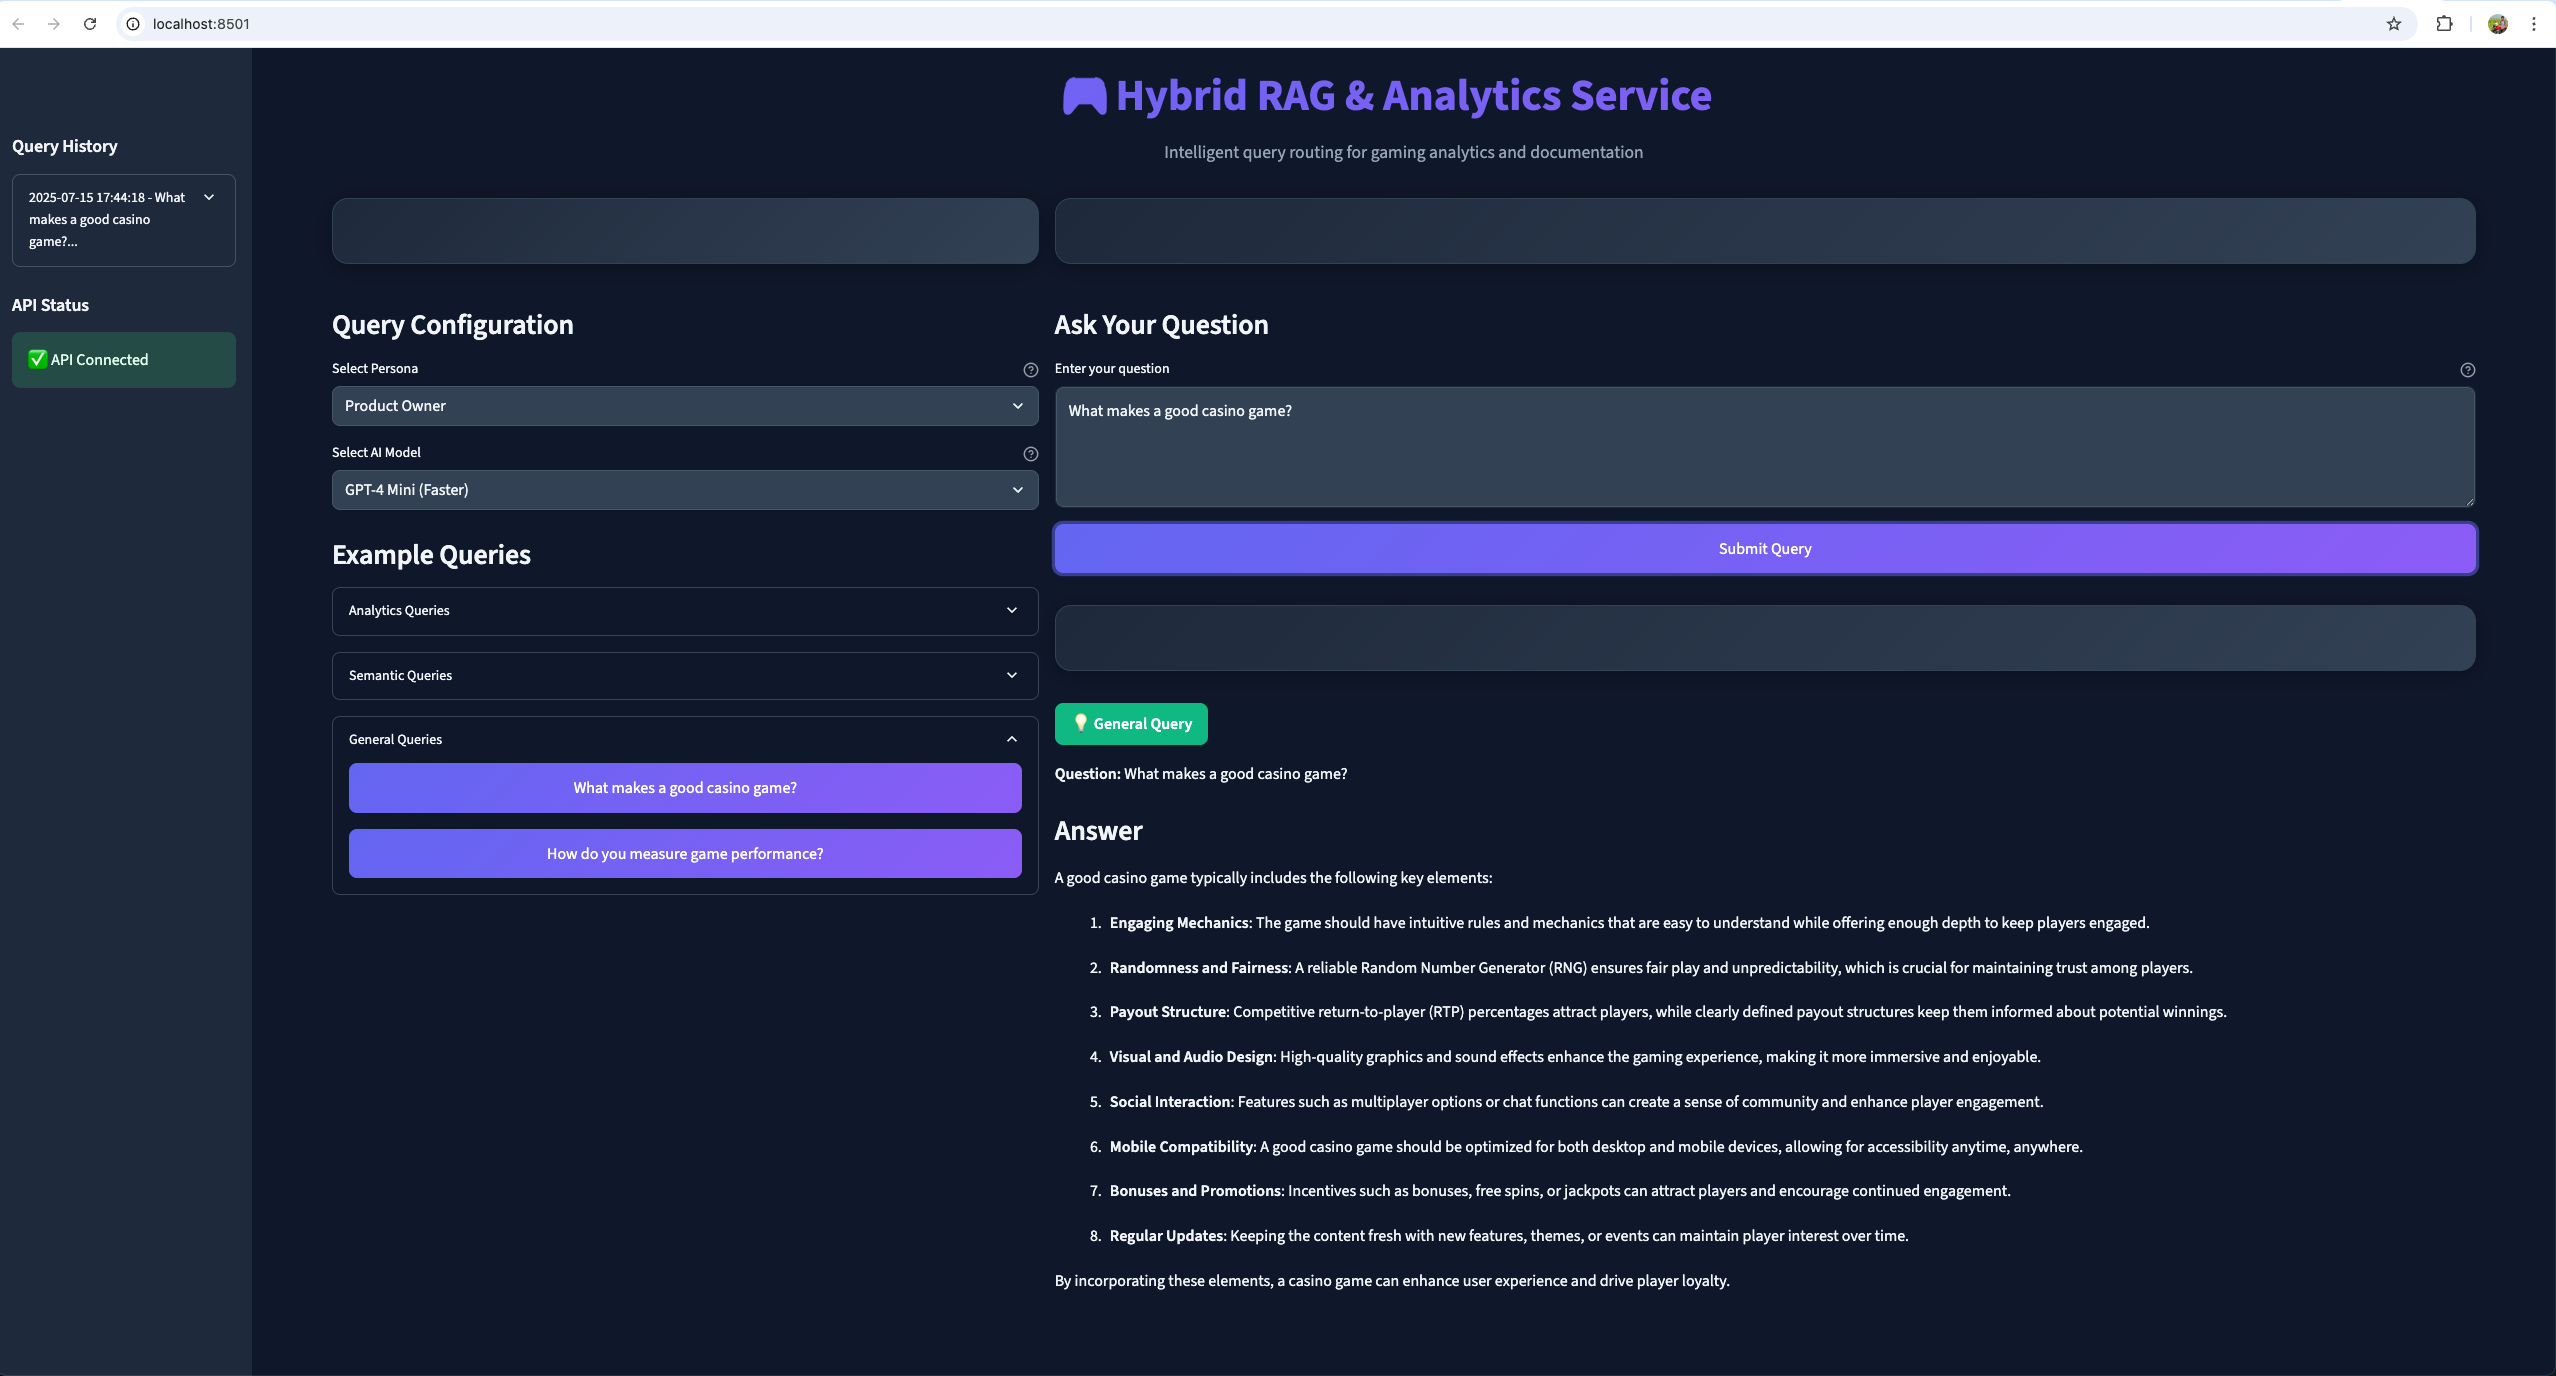 localhost:8501
Hybrid RAG & Analytics Service
Intelligent query routing for gaming analytics and documentation
Query History
2025-07-15 17:44:18 - What
makes a good casino
game?...
API Status
✅ API Connected
Query Configuration
Select Persona
Product Owner
Select AI Model
GPT-4 Mini (Faster)
Example Queries
Analytics Queries
Semantic Queries
General Queries
What makes a good casino game?
How do you measure game performance?
Ask Your Question
Enter your question
What makes a good casino game?
Submit Query
💡 General Query
Question: What makes a good casino game?
Answer
A good casino game typically includes the following key elements:
1. Engaging Mechanics: The game should have intuitive rules and mechanics that are easy to understand while offering enough depth to keep players engaged.
2. Randomness and Fairness: A reliable Random Number Generator (RNG) ensures fair play and unpredictability, which is crucial for maintaining trust among players.
3. Payout Structure: Competitive return-to-player (RTP) percentages attract players, while clearly defined payout structures keep them informed about potential winnings.
4. Visual and Audio Design: High-quality graphics and sound effects enhance the gaming experience, making it more immersive and enjoyable.
5. Social Interaction: Features such as multiplayer options or chat functions can create a sense of community and enhance player engagement.
6. Mobile Compatibility: A good casino game should be optimized for both desktop and mobile devices, allowing for accessibility anytime, anywhere.
7. Bonuses and Promotions: Incentives such as bonuses, free spins, or jackpots can attract players and encourage continued engagement.
8. Regular Updates: Keeping the content fresh with new features, themes, or events can maintain player interest over time.
By incorporating these elements, a casino game can enhance user experience and drive player loyalty.